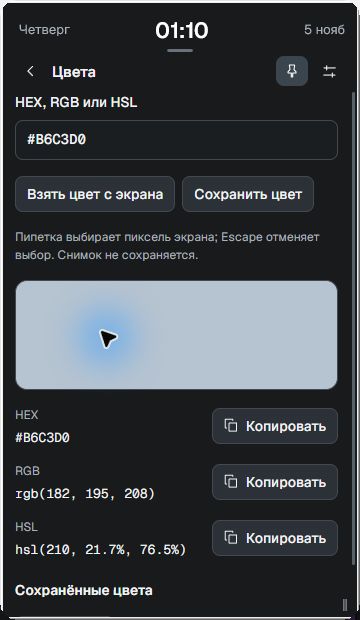 Четверг
01:10
5 нояб
Цвета
HEX, RGB или HSL
#B6C3D0
Взять цвет с экрана
Сохранить цвет
Пипетка выбирает пиксель экрана; Escape отменяет
выбор. Снимок не сохраняется.
HEX
#B6C3D0
Копировать
RGB
rgb(182, 195, 208)
Копировать
HSL
hsl(210, 21.7%, 76.5%)
Копировать
Сохранённые цвета